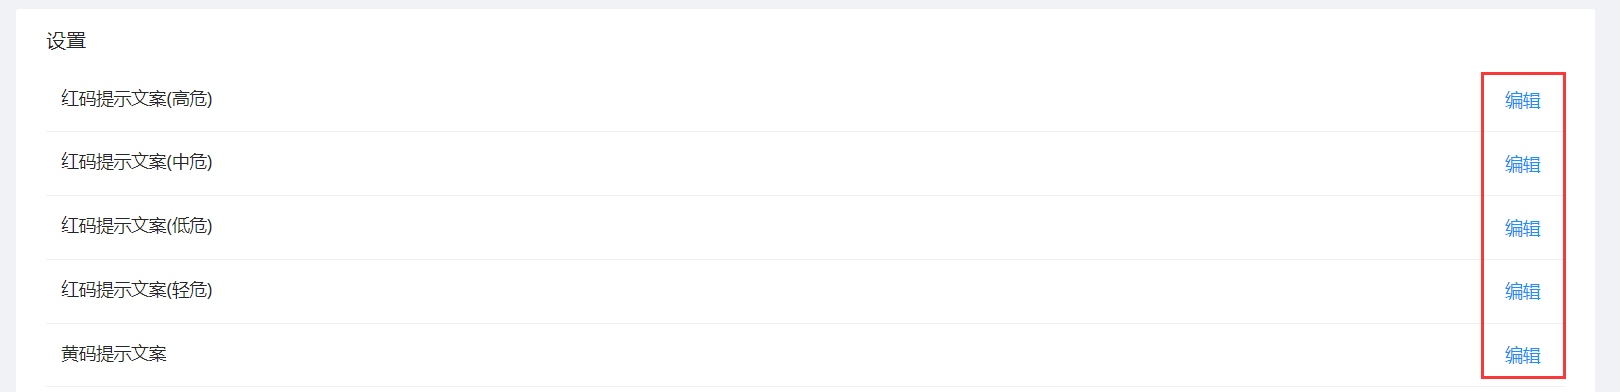 设置
红码提示文案(高危) 编辑
红码提示文案(中危) 编辑
红码提示文案(低危) 编辑
红码提示文案(轻危) 编辑
黄码提示文案 编辑